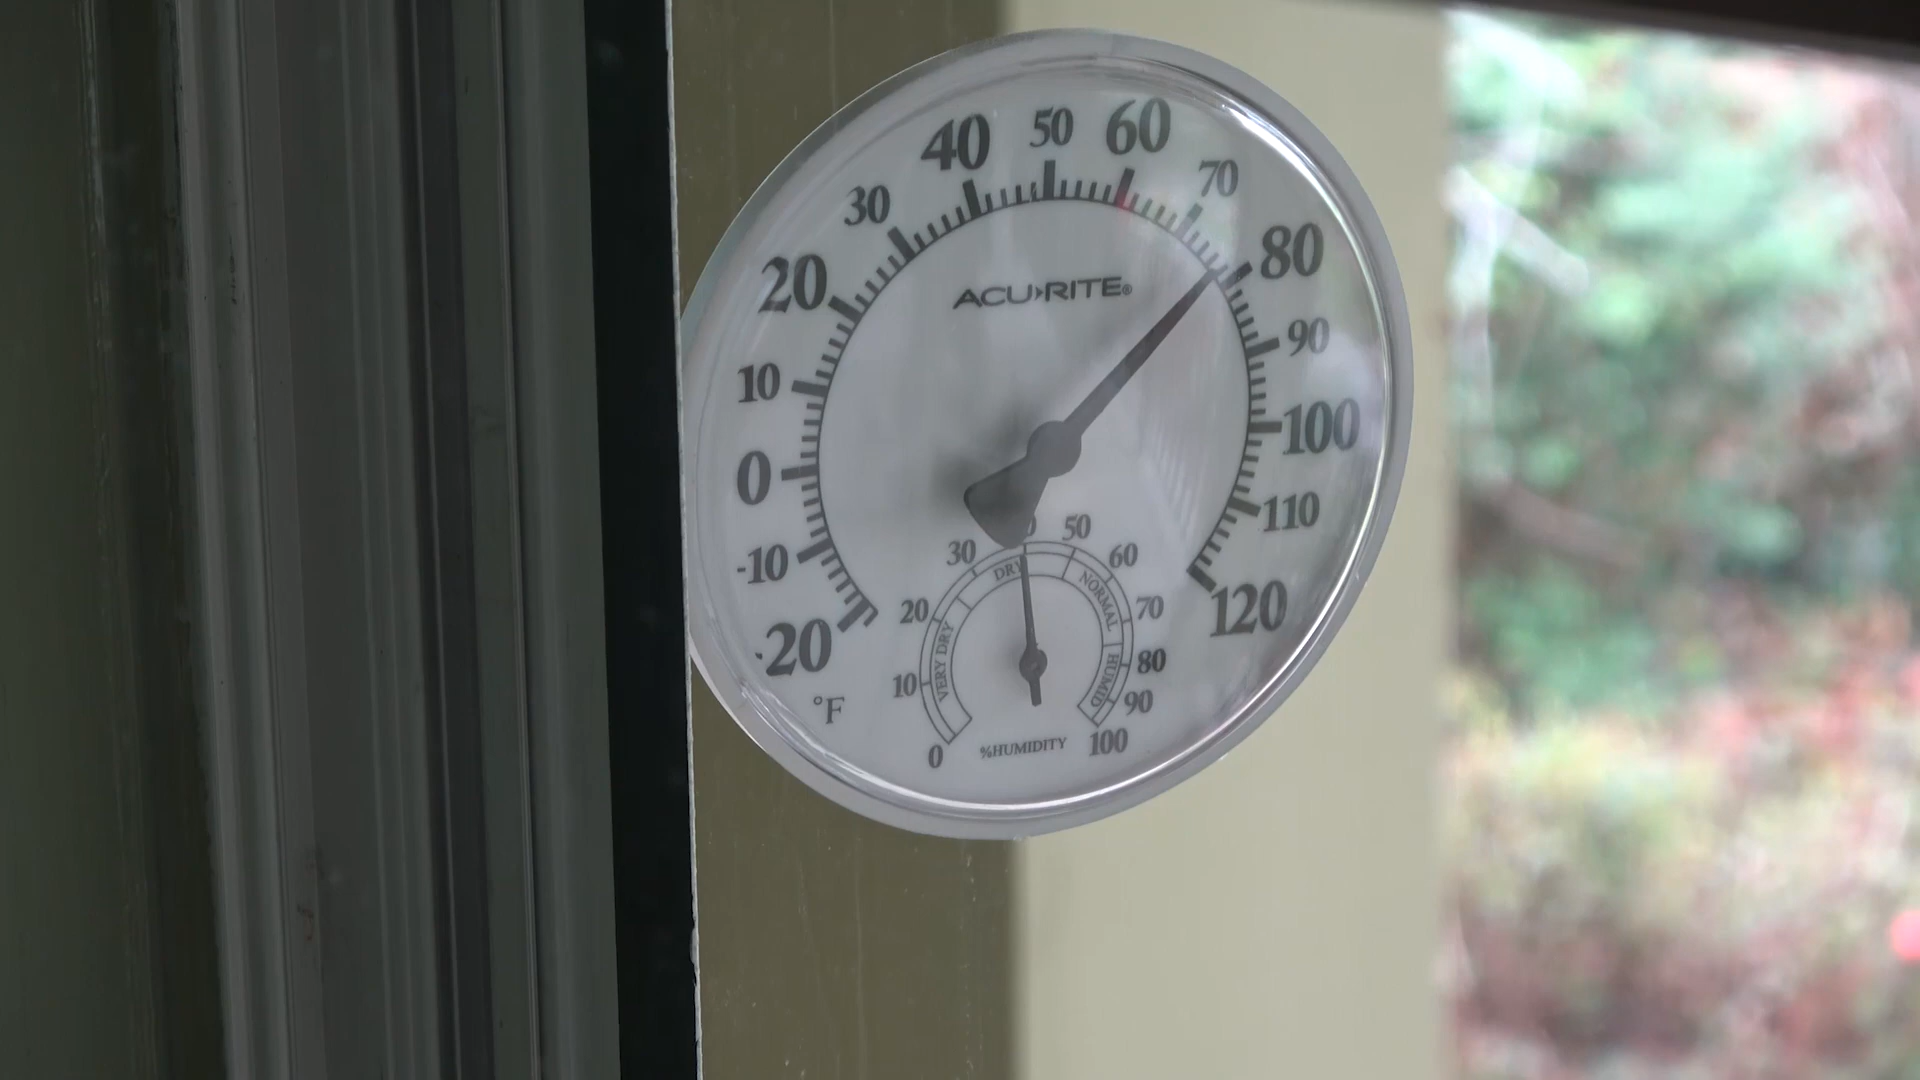 40 50 60
30 70
20 80
ACU›RITE®
10 90
0 100
-10 110
-20 120
°F
50
30 60
20 70
10 80
90
0 100
DRY
VERY DRY
NORMAL
HUMID
%HUMIDITY